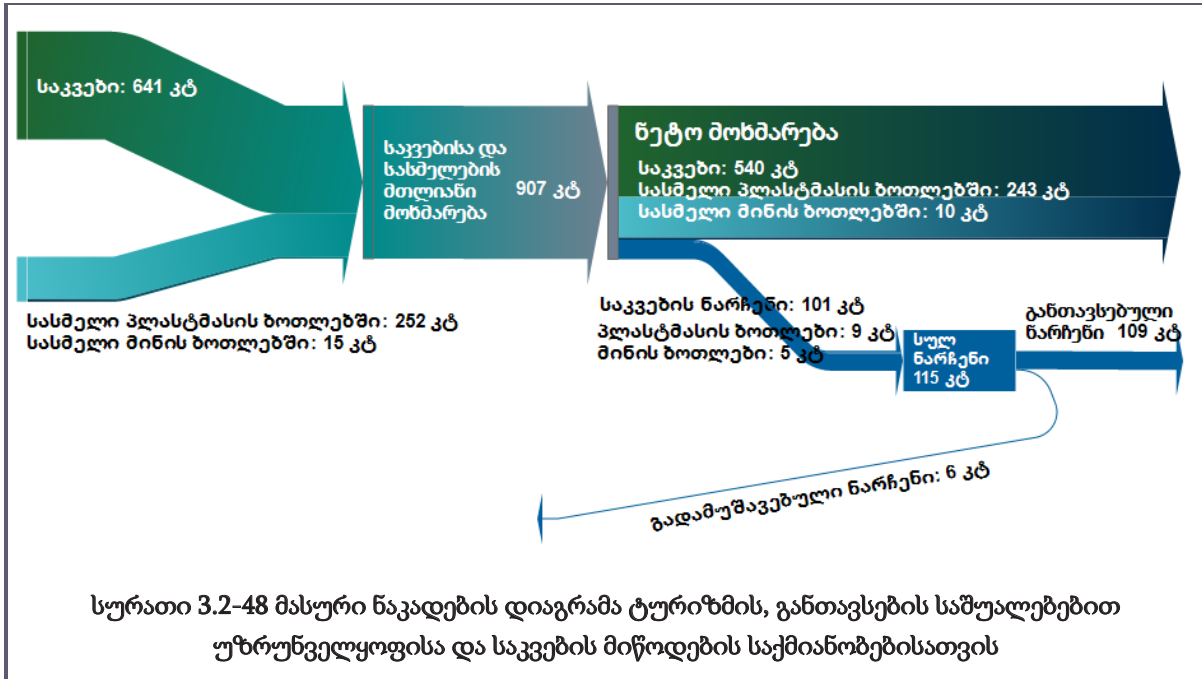 საკვები: 641 კტ
სასმელი პლასტმასის ბოთლებში: 252 კტ
სასმელი მინის ბოთლებში: 15 კტ
საკვებისა და
სასმელების
მთლიანი
მოხმარება
907 კტ
ნეტო მოხმარება
საკვები: 540 კტ
სასმელი პლასტმასის ბოთლებში: 243 კტ
სასმელი მინის ბოთლებში: 10 კტ
საკვების ნარჩენი: 101 კტ
პლასტმასის ბოთლები: 9 კტ
მინის ბოთლები: 5 კტ
სულ
ნარჩენი
115 კტ
განთავსებული
ნარჩენი 109 კტ
გადამუშავებული ნარჩენი: 6 კტ
სურათი 3.2-48 მასური ნაკადების დიაგრამა ტურიზმის, განთავსების საშუალებებით
უზრუნველყოფისა და საკვების მიწოდების საქმიანობებისათვის